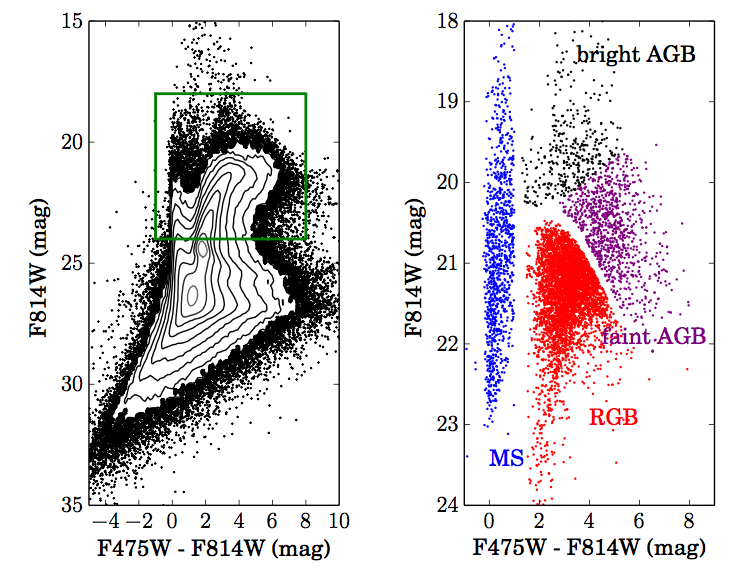 15
20
25
30
35
F814W (mag)
−4 −2 0 2 4 6 8 10
F475W - F814W (mag)
18
19
20
21
22
23
24
F814W (mag)
bright AGB
faint AGB
RGB
MS
0 2 4 6 8
F475W - F814W (mag)